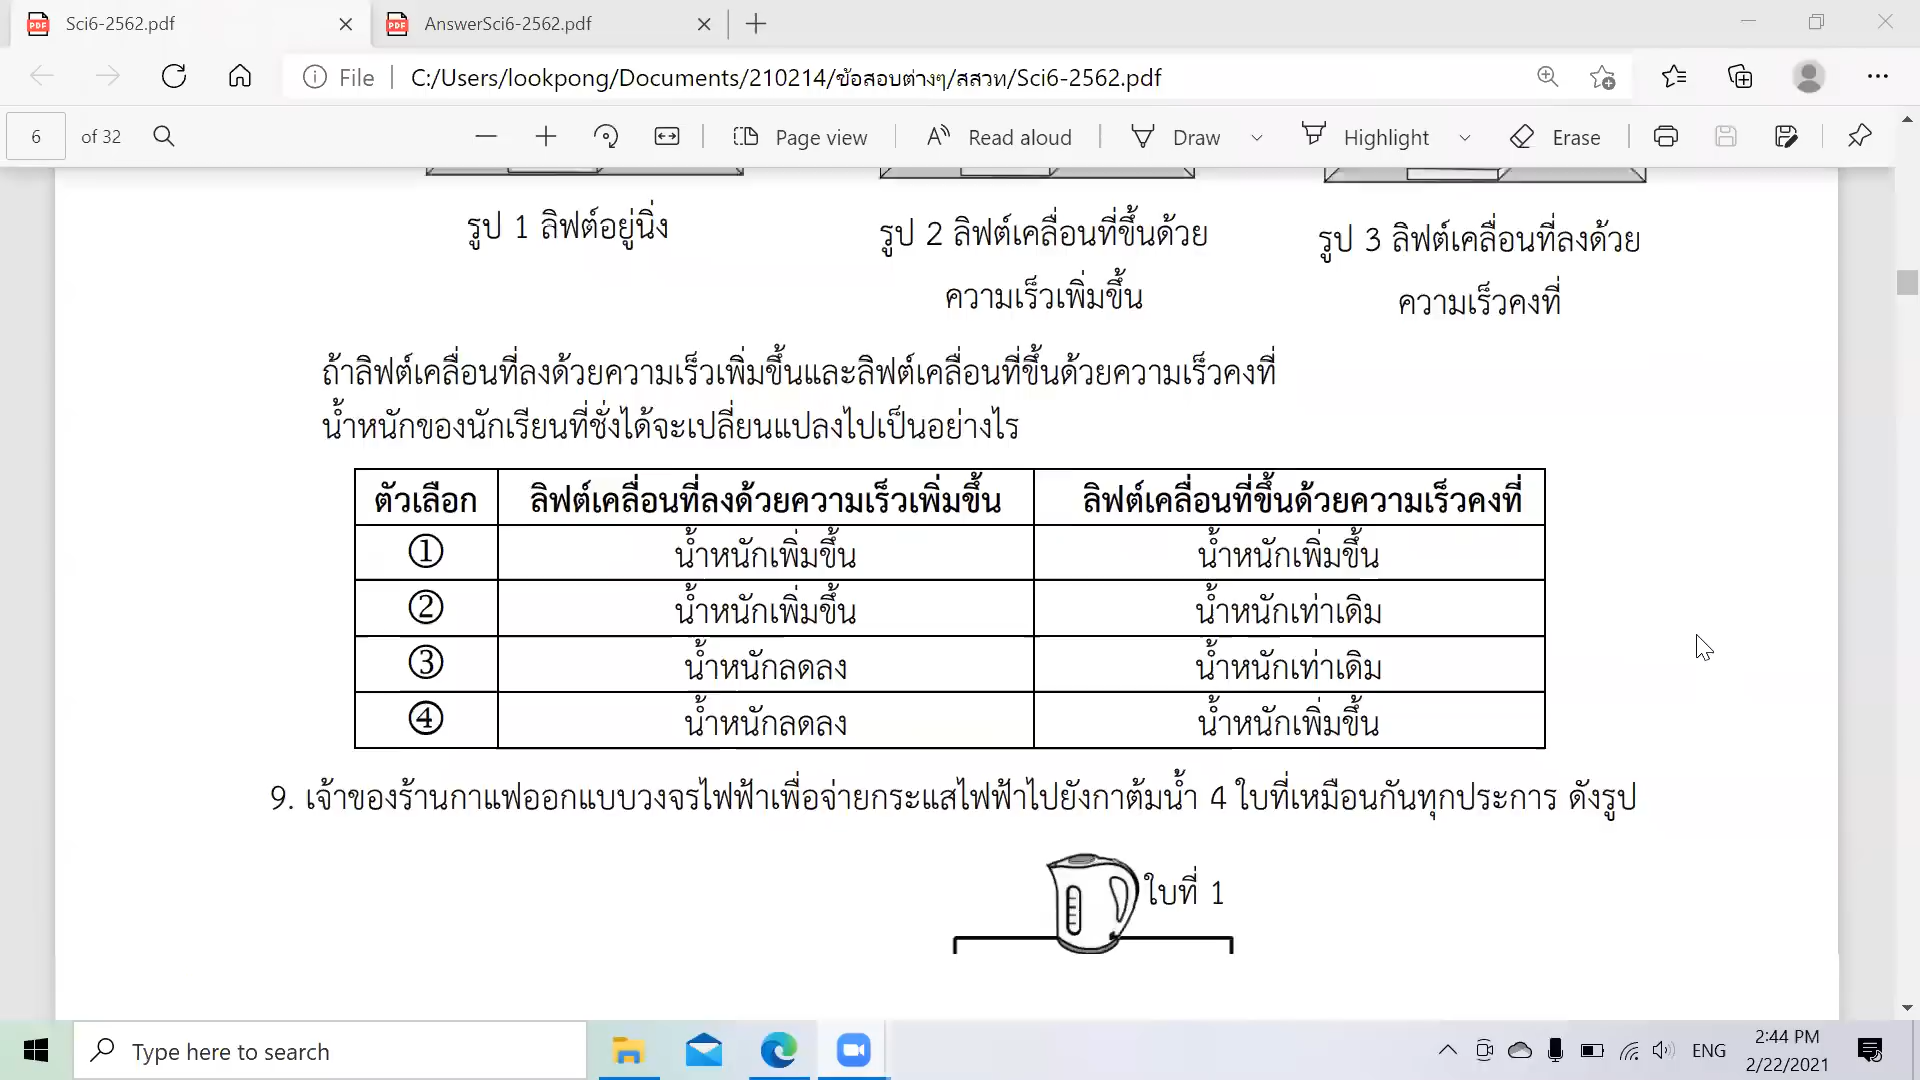 Sci6-2562.pdf
AnswerSci6-2562.pdf
File
C:/Users/lookpong/Documents/210214/ข้อสอบต่างๆ/สสวท/Sci6-2562.pdf
6 of 32
Page view
Read aloud
Draw
Highlight
Erase
รูป 1 ลิฟต์อยู่นิ่ง
รูป 2 ลิฟต์เคลื่อนที่ขึ้นด้วย
ความเร็วเพิ่มขึ้น
รูป 3 ลิฟต์เคลื่อนที่ลงด้วย
ความเร็วคงที่
ถ้าลิฟต์เคลื่อนที่ลงด้วยความเร็วเพิ่มขึ้นและลิฟต์เคลื่อนที่ขึ้นด้วยความเร็วคงที่
น้ำหนักของนักเรียนที่ชั่งได้จะเปลี่ยนแปลงไปเป็นอย่างไร
ตัวเลือก ลิฟต์เคลื่อนที่ลงด้วยความเร็วเพิ่มขึ้น ลิฟต์เคลื่อนที่ขึ้นด้วยความเร็วคงที่
① น้ำหนักเพิ่มขึ้น น้ำหนักเพิ่มขึ้น
② น้ำหนักเพิ่มขึ้น น้ำหนักเท่าเดิม
③ น้ำหนักลดลง น้ำหนักเท่าเดิม
④ น้ำหนักลดลง น้ำหนักเพิ่มขึ้น
9. เจ้าของร้านกาแฟออกแบบวงจรไฟฟ้าเพื่อจ่ายกระแสไฟฟ้าไปยังกาต้มน้ำ 4 ใบที่เหมือนกันทุกประการ ดังรูป
ใบที่ 1
Type here to search
ENG
2:44 PM
2/22/2021